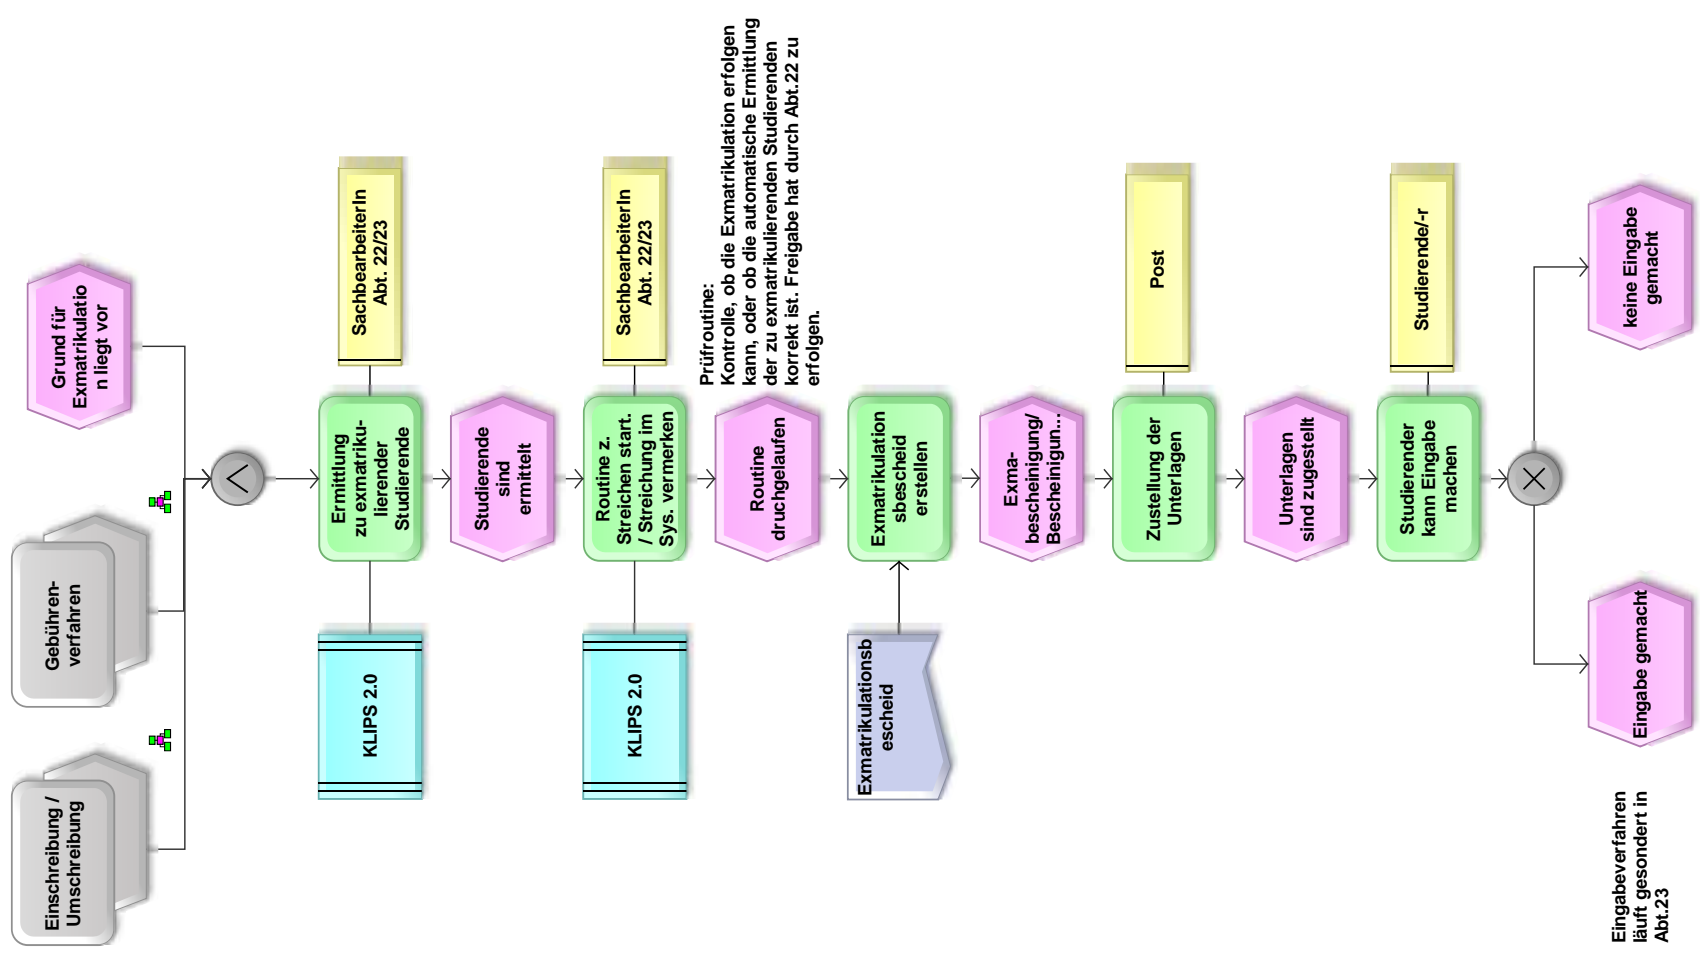 Einschreibung /
Umschreibung
Gebühren-
verfahren
Grund für
Exmatrikulatio
n liegt vor
KLIPS 2.0
Ermittlung
zu exmatriku-
lierender
Studierende
SachbearbeiterIn
Abt. 22/23
Studierende
sind
ermittelt
KLIPS 2.0
Routine z.
Streichen start.
/ Streichung im
Sys. vermerken
SachbearbeiterIn
Abt. 22/23
Routine
druchgelaufen
Prüfroutine:
Kontrolle, ob die Exmatrikulation erfolgen
kann, oder ob die automatische Ermittlung
der zu exmatrikulierenden Studierenden
korrekt ist. Freigabe hat durch Abt.22 zu
erfolgen.
Exmatrikulationsb
escheid
Exmatrikulation
sbescheid
erstellen
Exma-
bescheinigung/
Bescheinigun...
Zustellung der
Unterlagen
Post
Unterlagen
sind zugestellt
Studierender
kann Eingabe
machen
Studierende/-r
Eingabeverfahren
läuft gesondert in
Abt.23
Eingabe gemacht
keine Eingabe
gemacht